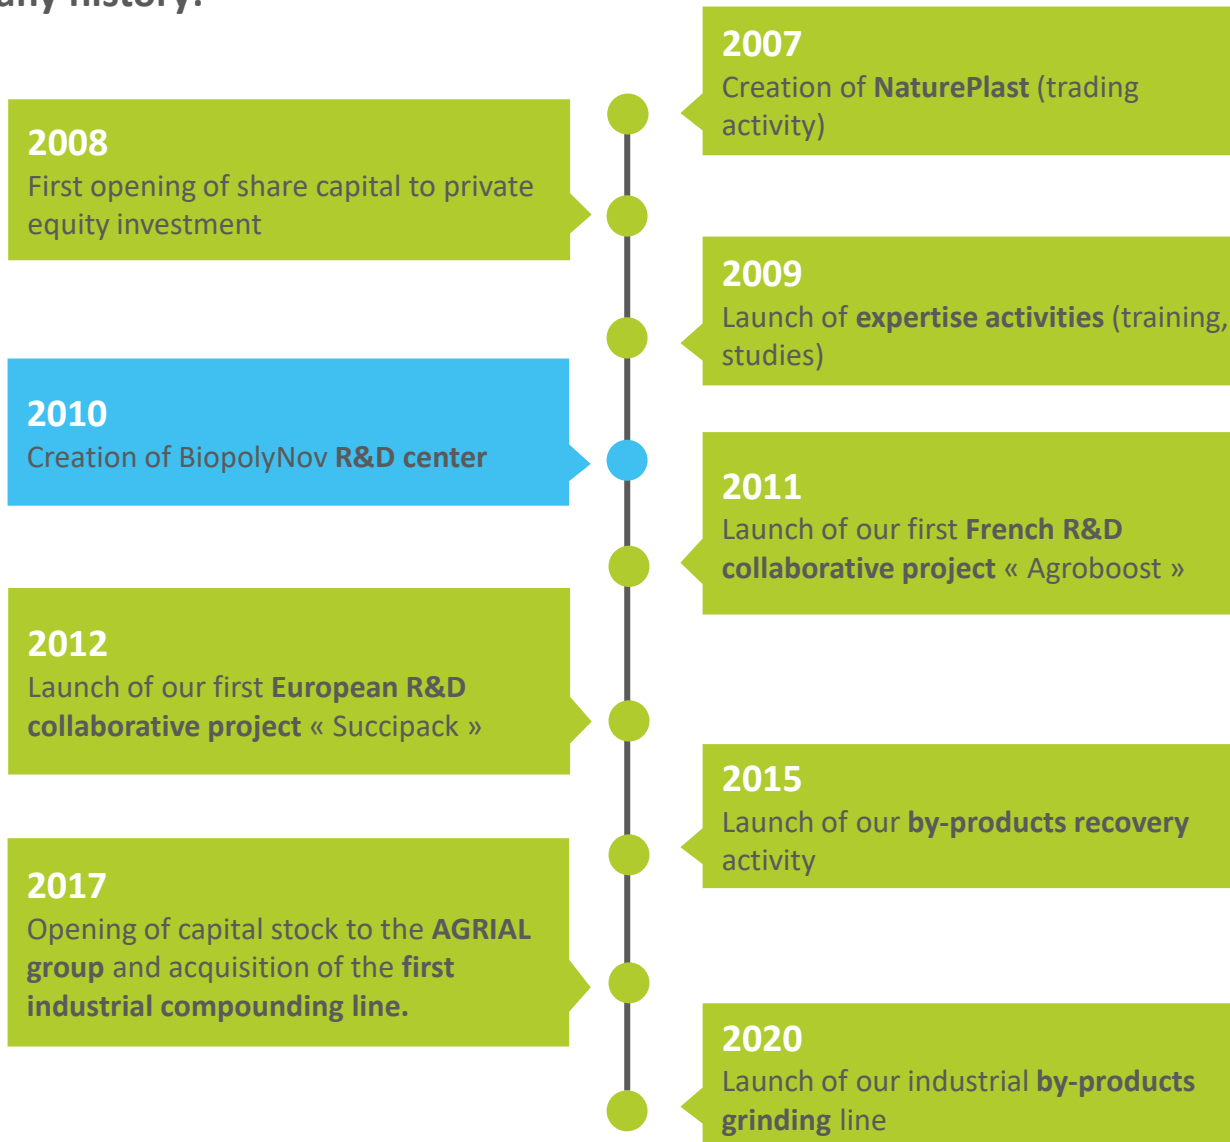 any history:
2007
Creation of NaturePlast (trading
activity)
2008
First opening of share capital to private
equity investment
2009
Launch of expertise activities (training,
studies)
2010
Creation of BiopolyNov R&D center
2011
Launch of our first French R&D
collaborative project « Agroboost »
2012
Launch of our first European R&D
collaborative project « Succipack »
2015
Launch of our by-products recovery
activity
2017
Opening of capital stock to the AGRIAL
group and acquisition of the first
industrial compounding line.
2020
Launch of our industrial by-products
grinding line